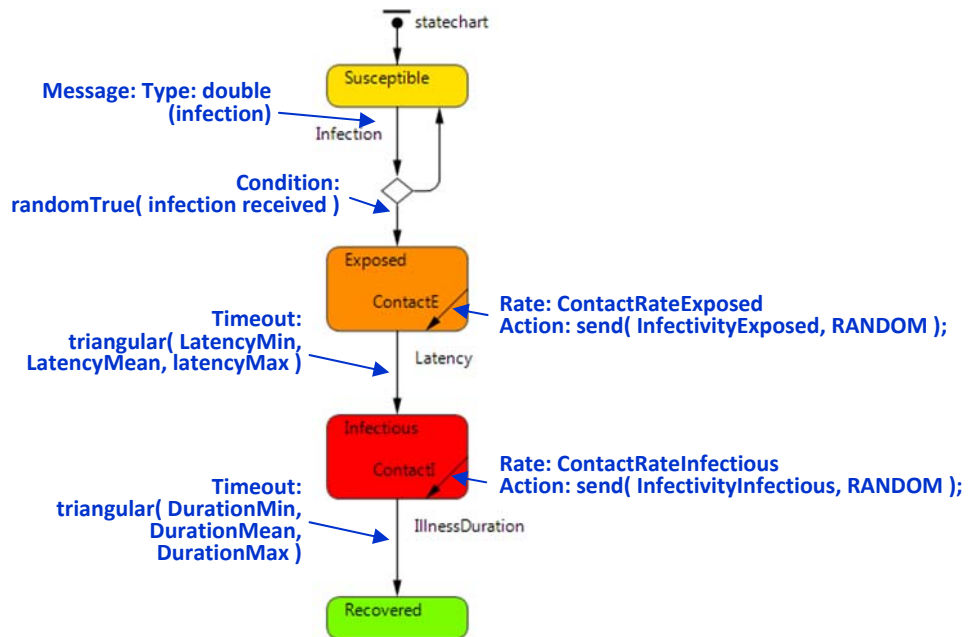 statechart
Susceptible
Message: Type: double
(infection)
Infection
Condition:
randomTrue( infection received )
Exposed
ContactE
Rate: ContactRateExposed
Action: send( InfectivityExposed, RANDOM );
Timeout:
triangular( LatencyMin,
LatencyMean, latencyMax )
Latency
Infectious
ContactI
Rate: ContactRateInfectious
Action: send( InfectivityInfectious, RANDOM );
Timeout:
triangular( DurationMin,
DurationMean,
DurationMax )
IllnessDuration
Recovered